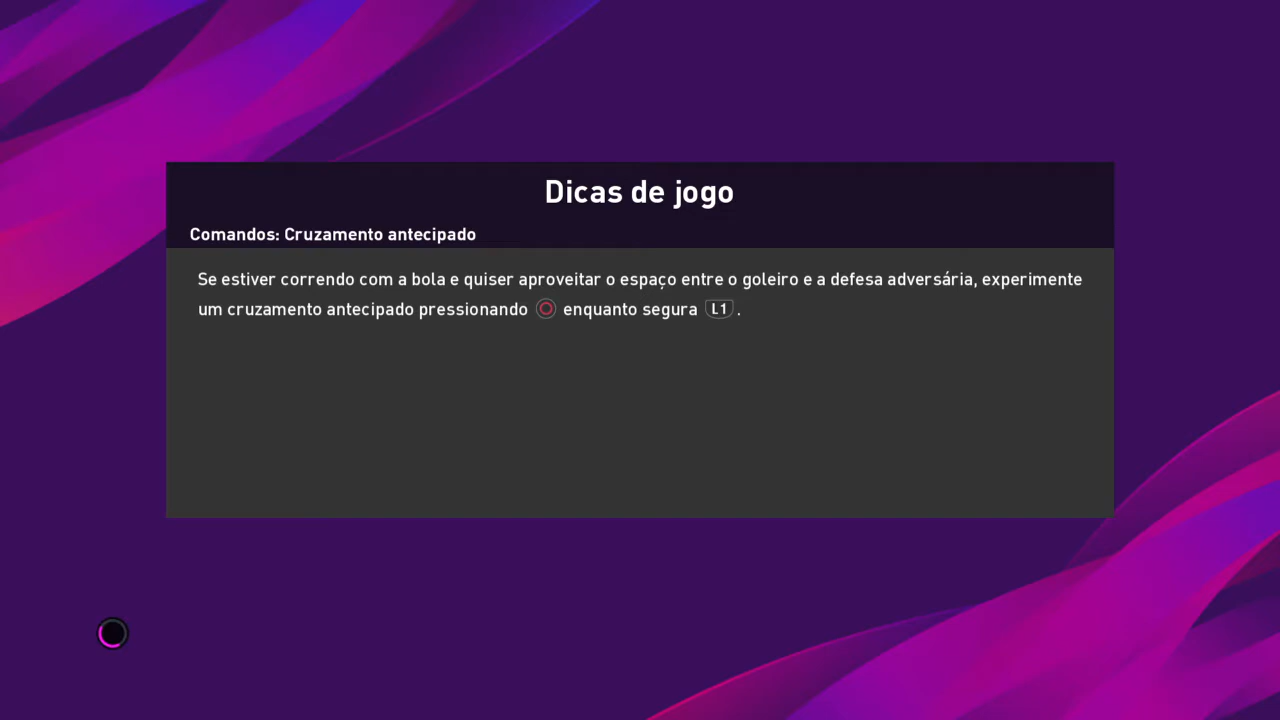 Dicas de jogo
Comandos: Cruzamento antecipado
Se estiver correndo com a bola e quiser aproveitar o espaço entre o goleiro e a defesa adversária, experimente
um cruzamento antecipado pressionando ○ enquanto segura L1 .